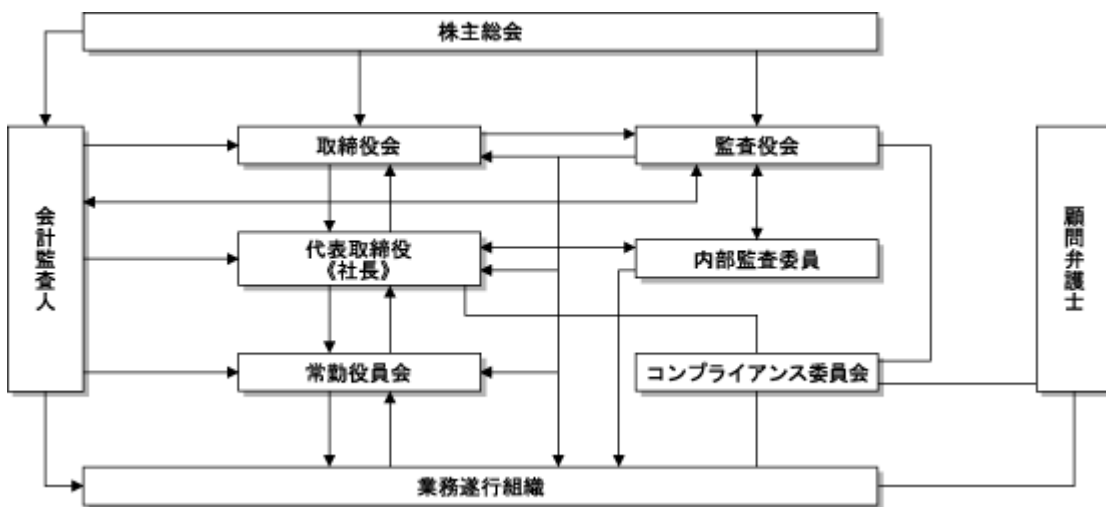 株主総会
取締役会
監査役会
会計監査人
代表取締役
《社長》
内部監査委員
顧問弁護士
常勤役員会
コンプライアンス委員会
業務遂行組織